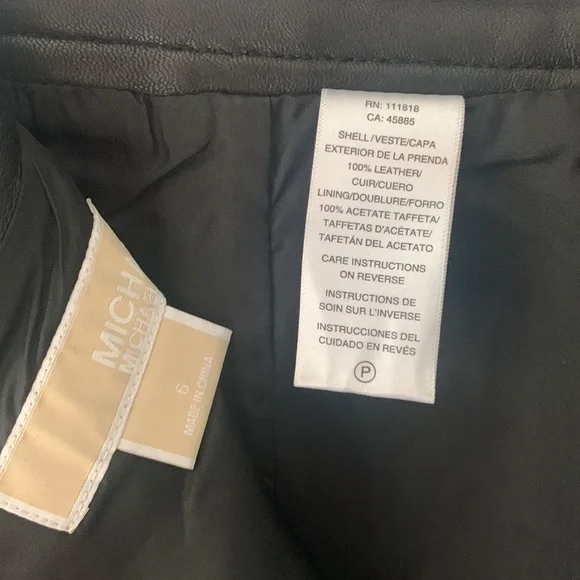 RN: 111818
CA: 45885
SHELL/VESTE/CAPA
EXTERIOR DE LA PRENDA
100% LEATHER/
CUIR/CUERO
LINING/DOUBLURE/FORRO
100% ACETATE TAFFETA/
TAFFETAS D'ACÉTATE/
TAFETÁN DEL ACETATO
CARE INSTRUCTIONS
ON REVERSE
INSTRUCTIONS DE
SOIN SUR L'INVERSE
INSTRUCCIONES DEL
CUIDADO EN REVÉS
P
MICH
MICHAEL
6
MADE IN CHINA